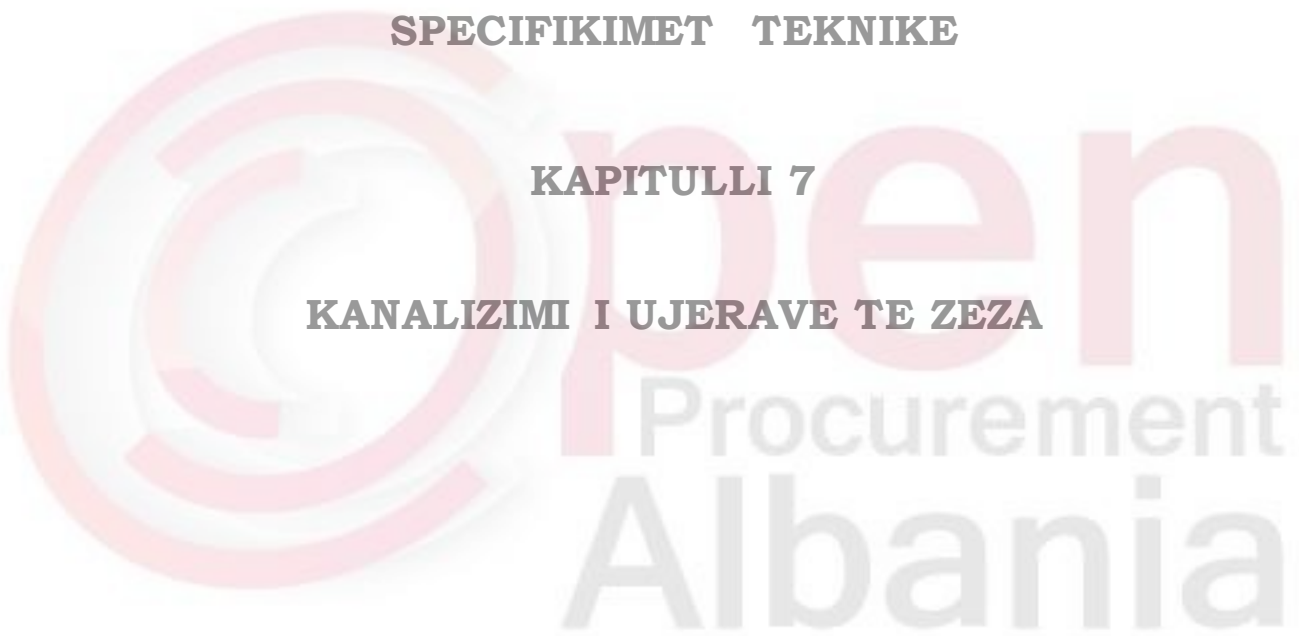 SPECIFIKIMET TEKNIKE
KAPITULLI 7
KANALIZIMI I UJERAVE TE ZEZA
Open
Procurement
Albania